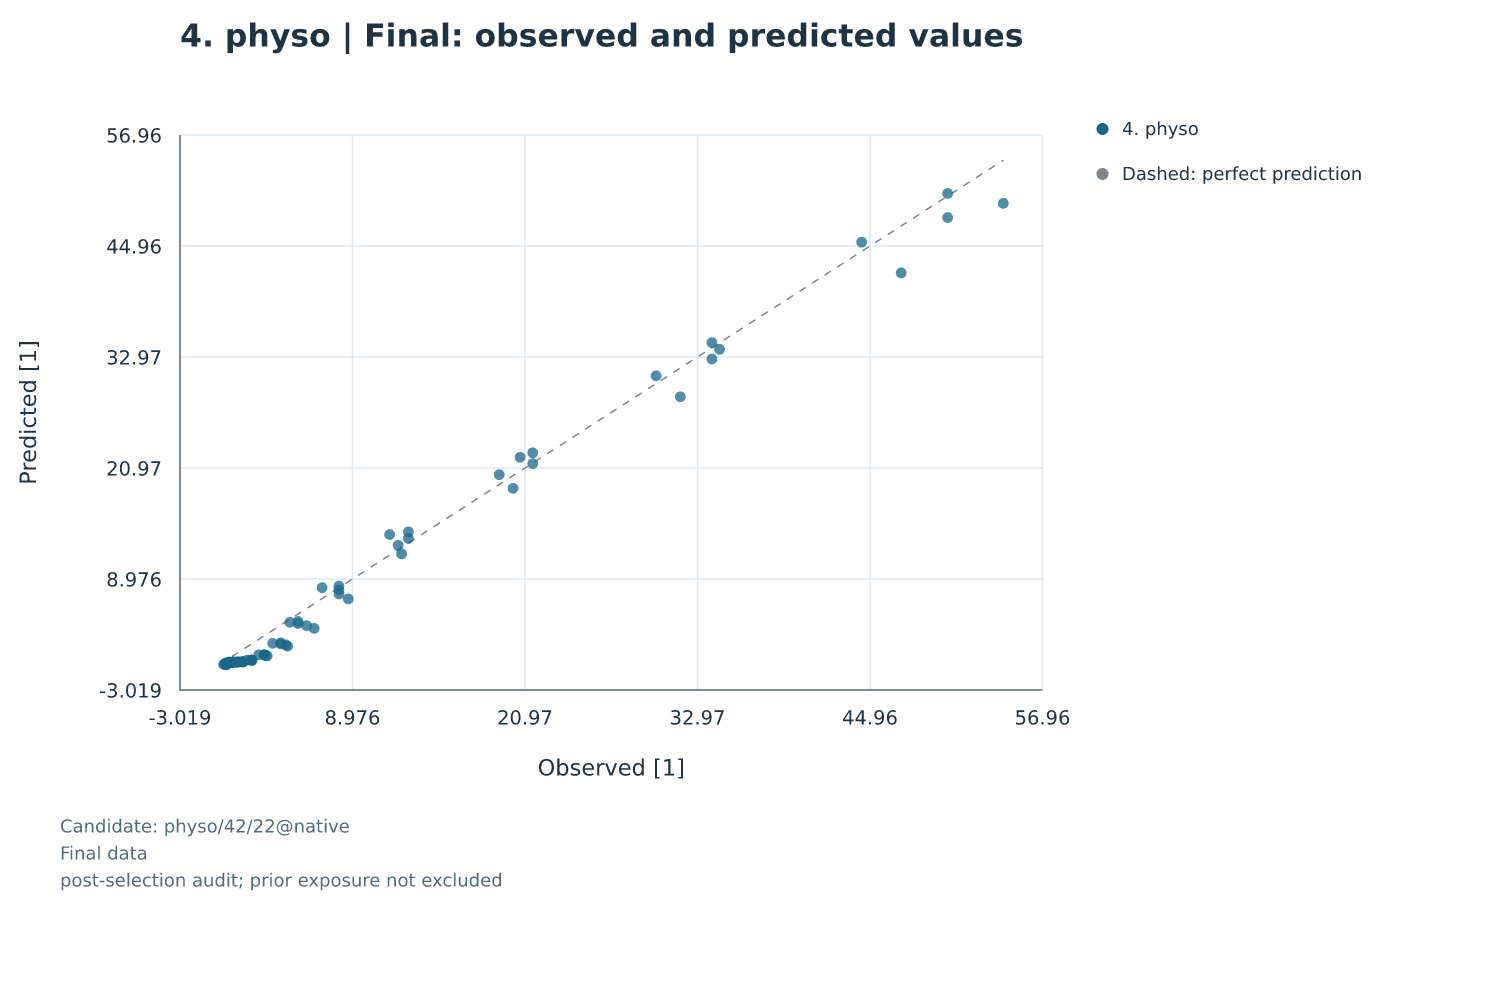 4. physo | Final: observed and predicted values
4. physo
Dashed: perfect prediction
Predicted [1]
56.96
44.96
32.97
20.97
8.976
-3.019
-3.019 8.976 20.97 32.97 44.96 56.96
Observed [1]
Candidate: physo/42/22@native
Final data
post-selection audit; prior exposure not excluded